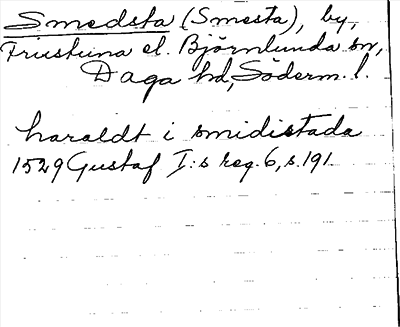 Smedsta (Smesta), by,
Frustuna el. Björnlunda sn,
Daga hd, Söderm. l.
haraldt i smidistada
1529 Gustaf I:s reg. 6, s. 191.